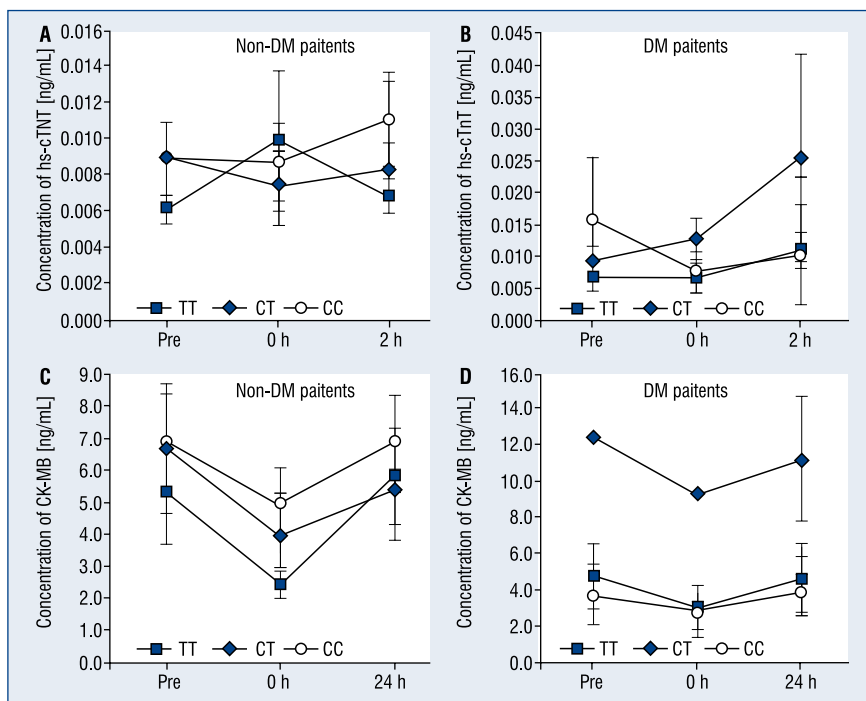 A
Non-DM paitents
Concentration of hs-cTNT [ng/mL]
0.016
0.014
0.012
0.010
0.008
0.006
0.004
0.002
0.000
TT CT CC
Pre 0 h 2 h
B
DM paitents
Concentration of hs-cTnT [ng/mL]
0.045
0.040
0.035
0.030
0.025
0.020
0.015
0.010
0.005
0.000
TT CT CC
Pre 0 h 2 h
C
Non-DM paitents
Concentration of CK-MB [ng/mL]
9.0
8.0
7.0
6.0
5.0
4.0
3.0
2.0
1.0
0.0
TT CT CC
Pre 0 h 24 h
D
DM paitents
Concentration of CK-MB [ng/mL]
16.0
14.0
12.0
10.0
8.0
6.0
4.0
2.0
0.0
TT CT CC
Pre 0 h 24 h